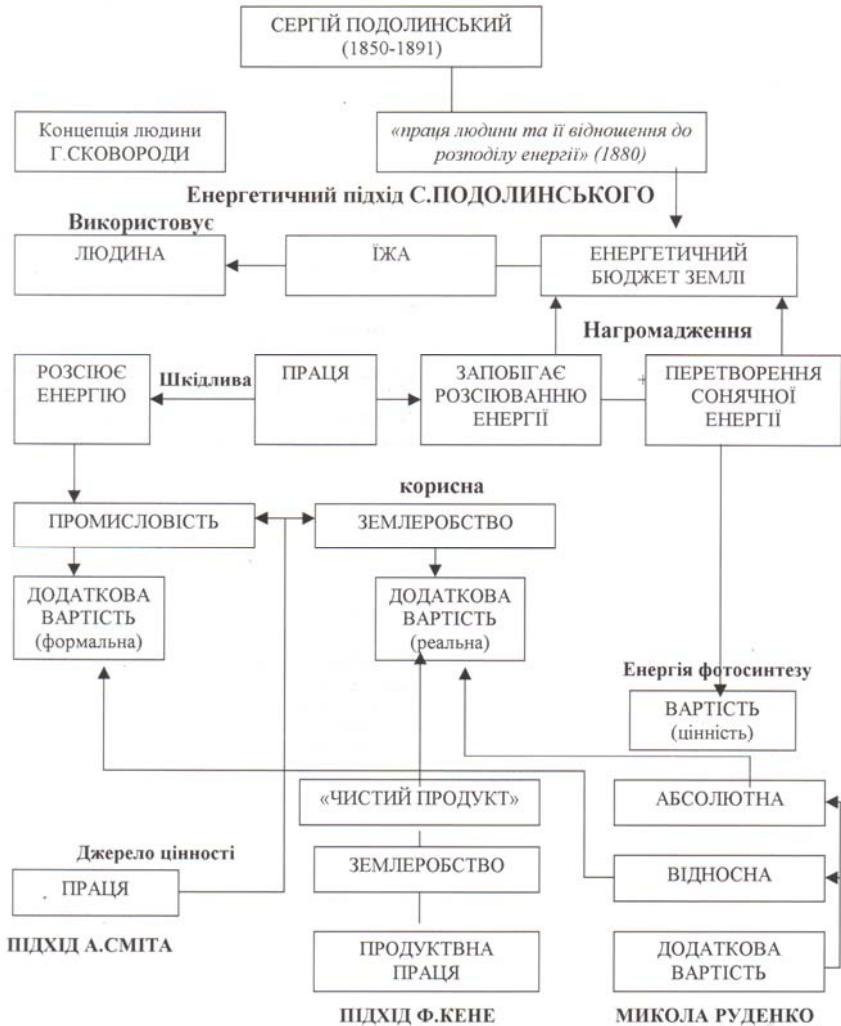 СЕРГІЙ ПОДОЛИНСЬКИЙ
(1850-1891)
Концепція людини
Г.СКОВОРОДИ
«праця людини та її відношення до
розподілу енергії» (1880)
Енергетичний підхід С.ПОДОЛИНСЬКОГО
Використовує
ЛЮДИНА
ЇЖА
ЕНЕРГЕТИЧНИЙ
БЮДЖЕТ ЗЕМЛІ
Нагромадження
РОЗСІЮЄ
ЕНЕРГІЮ
Шкідлива
ПРАЦЯ
ЗАПОБІГАЄ
РОЗСІЮВАННЮ
ЕНЕРГІЇ
+
ПЕРЕТВОРЕННЯ
СОНЯЧНОЇ
ЕНЕРГІЇ
корисна
ПРОМИСЛОВІСТЬ
ЗЕМЛЕРОБСТВО
ДОДАТКОВА
ВАРТІСТЬ
(формальна)
ДОДАТКОВА
ВАРТІСТЬ
(реальна)
Енергія фотосинтезу
ВАРТІСТЬ
(цінність)
«ЧИСТИЙ ПРОДУКТ»
АБСОЛЮТНА
Джерело цінності
ПРАЦЯ
ЗЕМЛЕРОБСТВО
ВІДНОСНА
ПІДХІД А.СМІТА
ПРОДУКТВНА
ПРАЦЯ
ДОДАТКОВА
ВАРТІСТЬ
ПІДХІД Ф.КЕНЕ
МИКОЛА РУДЕНКО